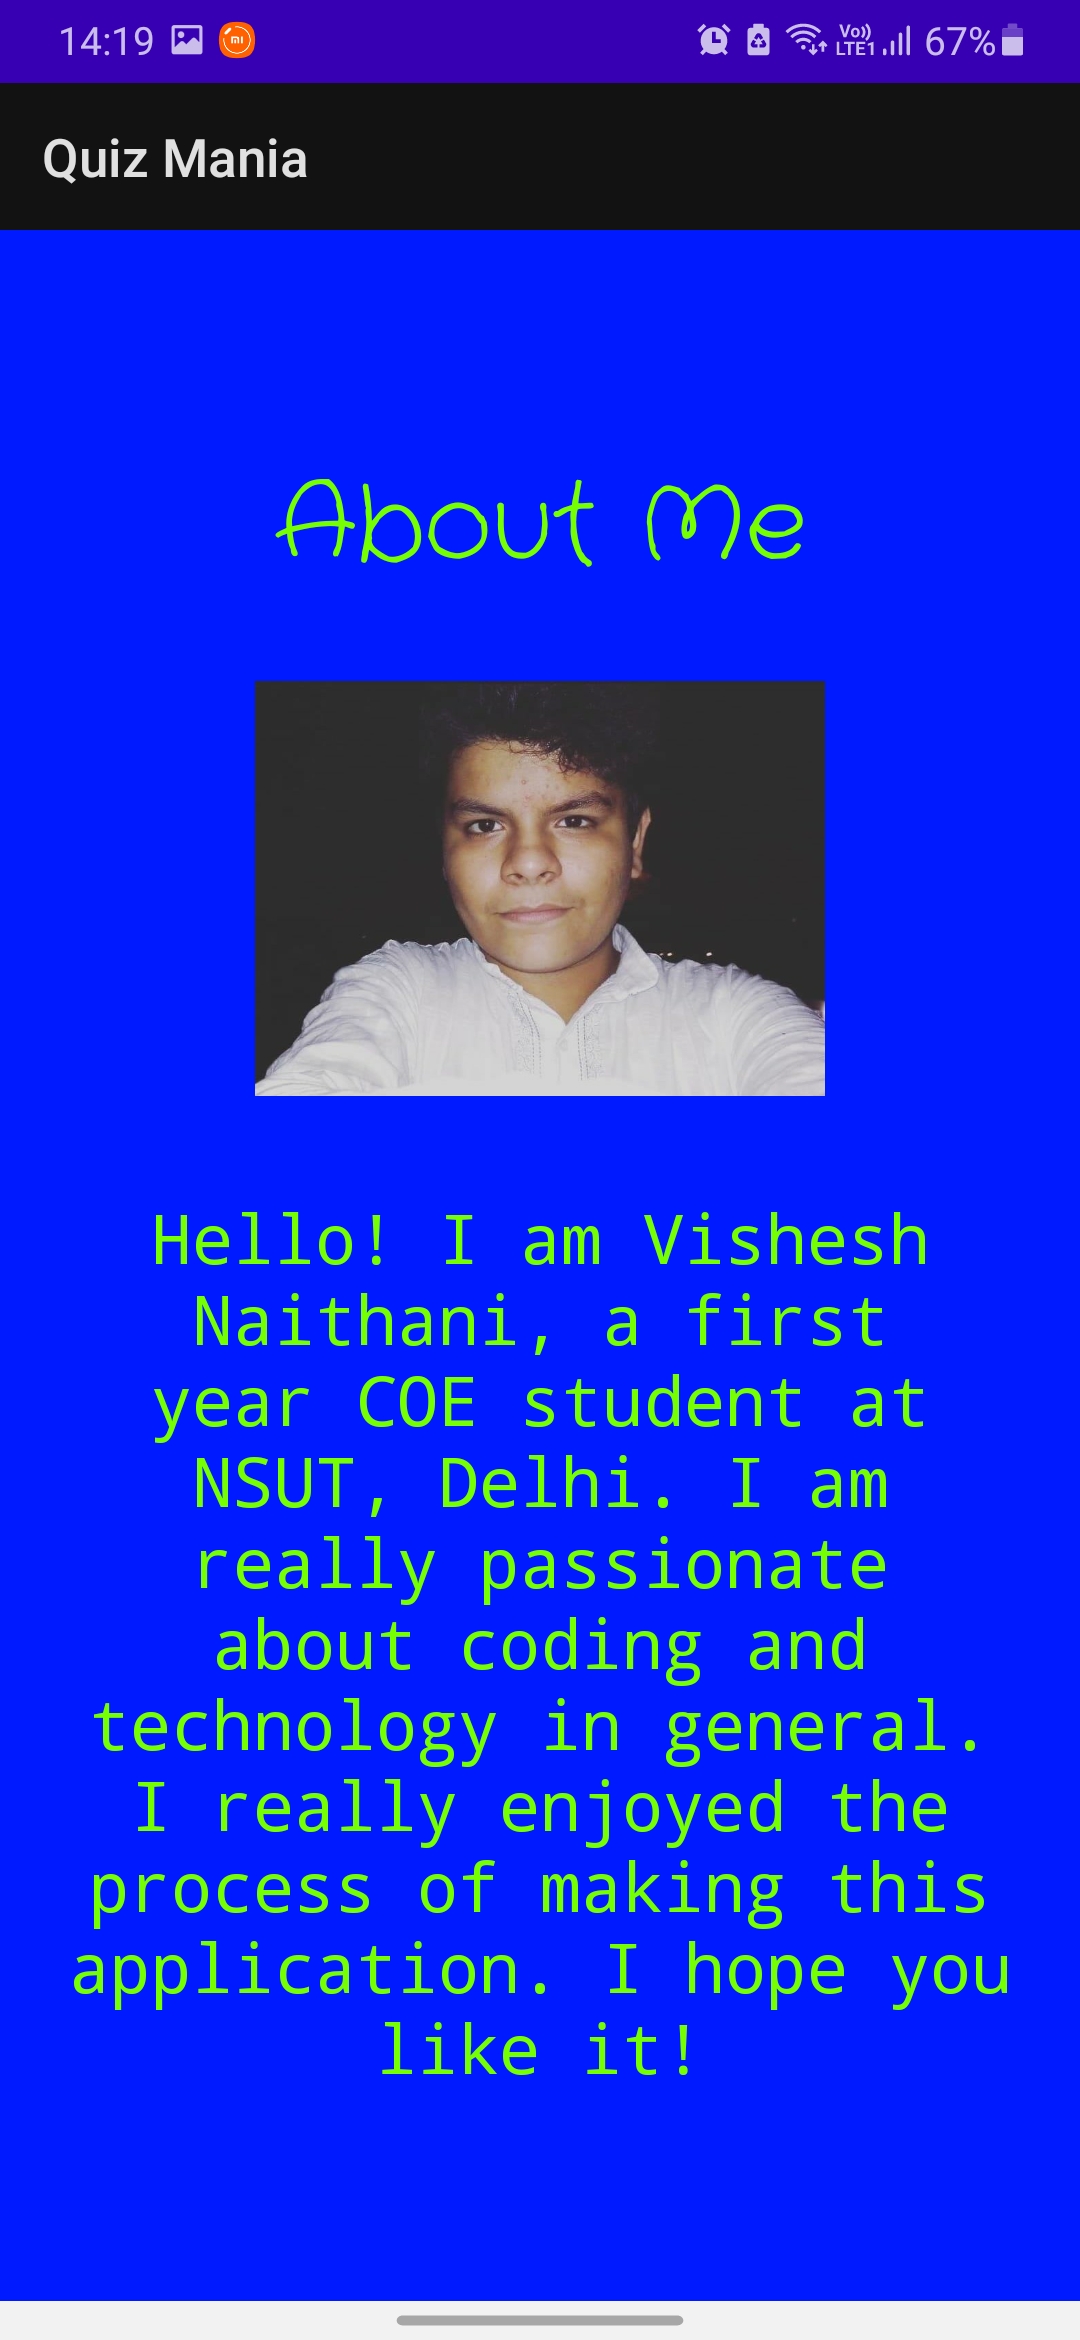 14:19 Vo)) LTE1 67%
Quiz Mania
About Me
Hello! I am Vishesh
Naithani, a first
year COE student at
NSUT, Delhi. I am
really passionate
about coding and
technology in general.
I really enjoyed the
process of making this
application. I hope you
like it!